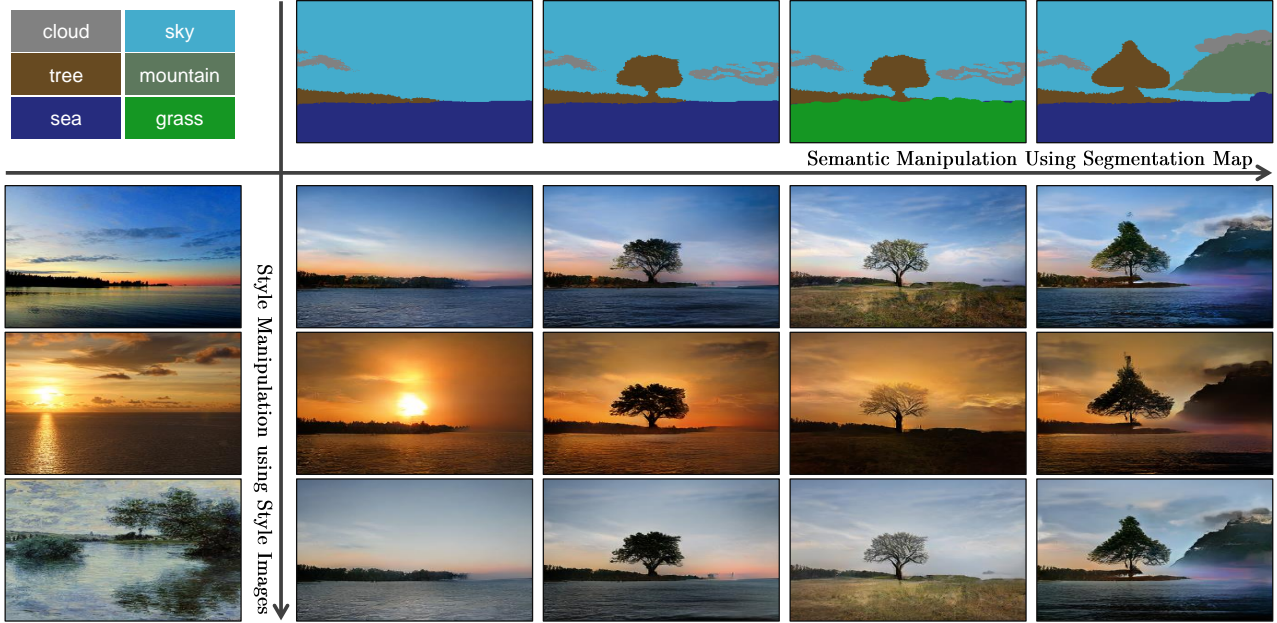 cloud
sky
tree
mountain
sea
grass
Semantic Manipulation Using Segmentation Map
Style Manipulation using Style Images